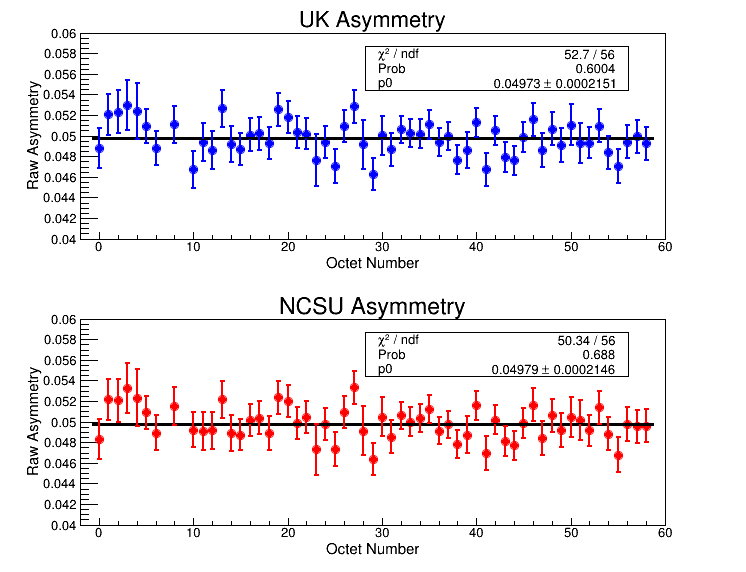 UK Asymmetry
χ² / ndf 52.7 / 56
Prob 0.6004
p0 0.04973 ± 0.0002151
Raw Asymmetry
0.06
0.058
0.056
0.054
0.052
0.05
0.048
0.046
0.044
0.042
0.04
0 10 20 30 40 50 60
Octet Number
NCSU Asymmetry
χ² / ndf 50.34 / 56
Prob 0.688
p0 0.04979 ± 0.0002146
Raw Asymmetry
0.06
0.058
0.056
0.054
0.052
0.05
0.048
0.046
0.044
0.042
0.04
0 10 20 30 40 50 60
Octet Number